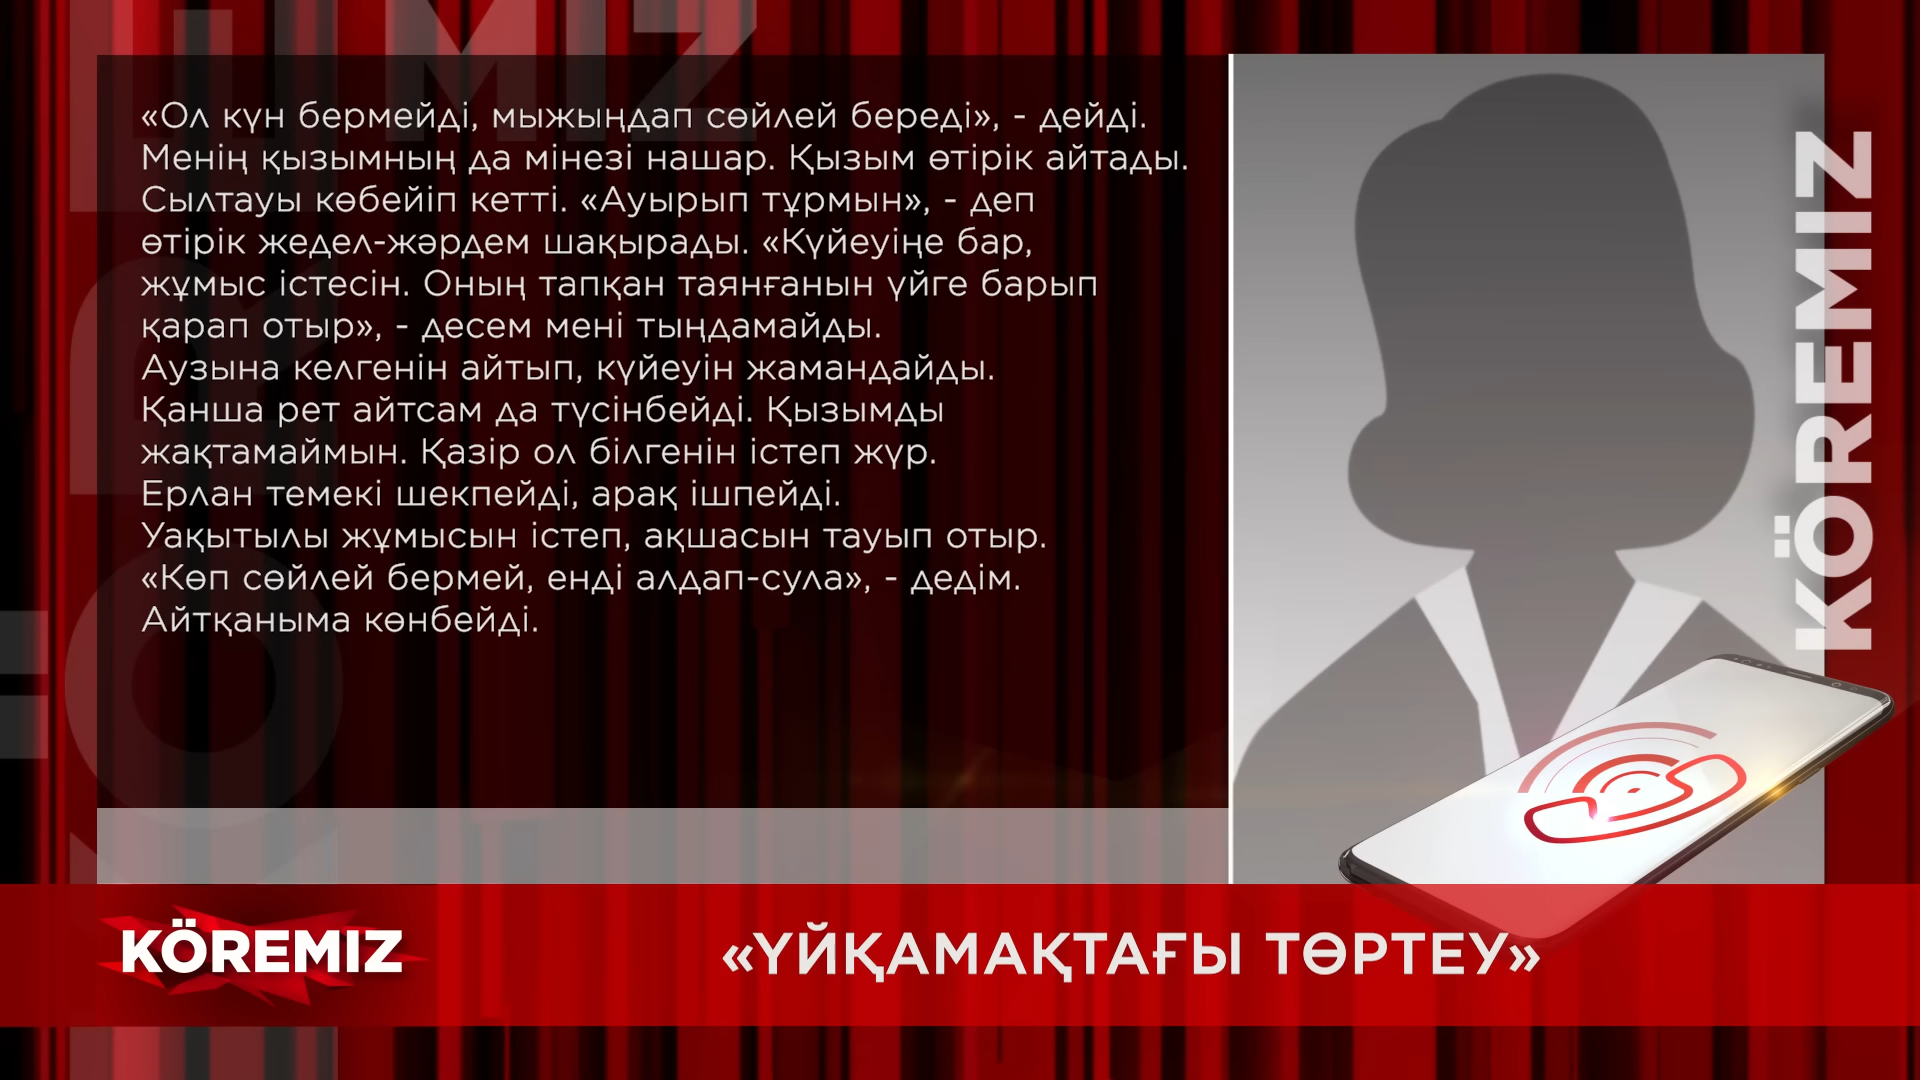 «Ол күн бермейді, мыжыңдап сөйлей береді», - дейді.
Менің қызымның да мінезі нашар. Қызым өтірік айтады.
Сылтауы көбейіп кетті. «Ауырып тұрмын», - деп
өтірік жедел-жәрдем шақырады. «Күйеуіңе бар,
жұмыс істесін. Оның тапқан таянғанын үйге барып
қарап отыр», - десем мені тыңдамайды.
Аузына келгенін айтып, күйеуін жамандайды.
Қанша рет айтсам да түсінбейді. Қызымды
жақтамаймын. Қазір ол білгенін істеп жүр.
Ерлан темекі шекпейді, арақ ішпейді.
Уақытылы жұмысын істеп, ақшасын тауып отыр.
«Көп сөйлей бермей, енді алдап-сула», - дедім.
Айтқаныма көнбейді.
KÖREMIZ
KÖREMIZ
«ҮЙҚАМАҚТАҒЫ ТӨРТЕУ»